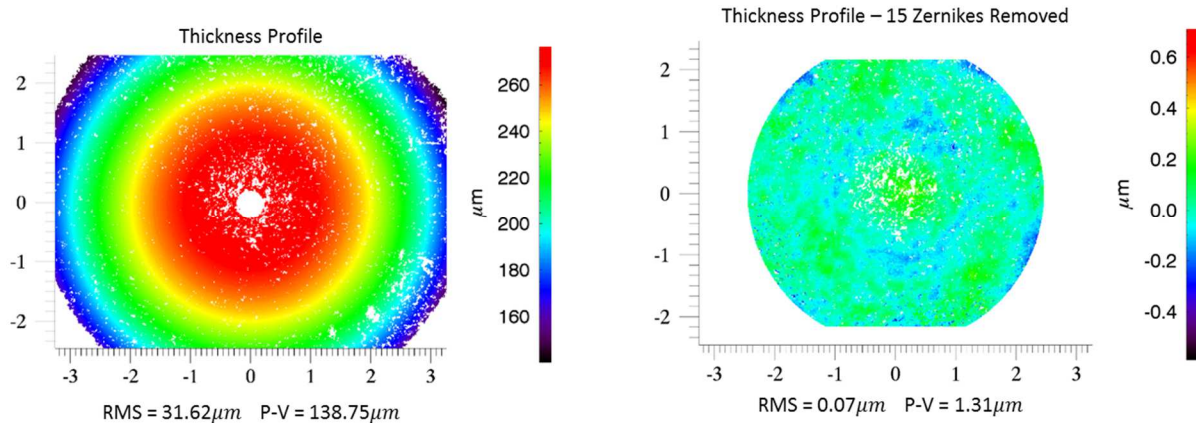 Thickness Profile
2
1
0
-1
-2
-3 -2 -1 0 1 2 3
260
240
220
200
180
160
μm
RMS = 31.62μm P-V = 138.75μm
Thickness Profile – 15 Zernikes Removed
2
1
0
-1
-2
-3 -2 -1 0 1 2 3
0.6
0.4
0.2
0.0
-0.2
-0.4
μm
RMS = 0.07μm P-V = 1.31μm